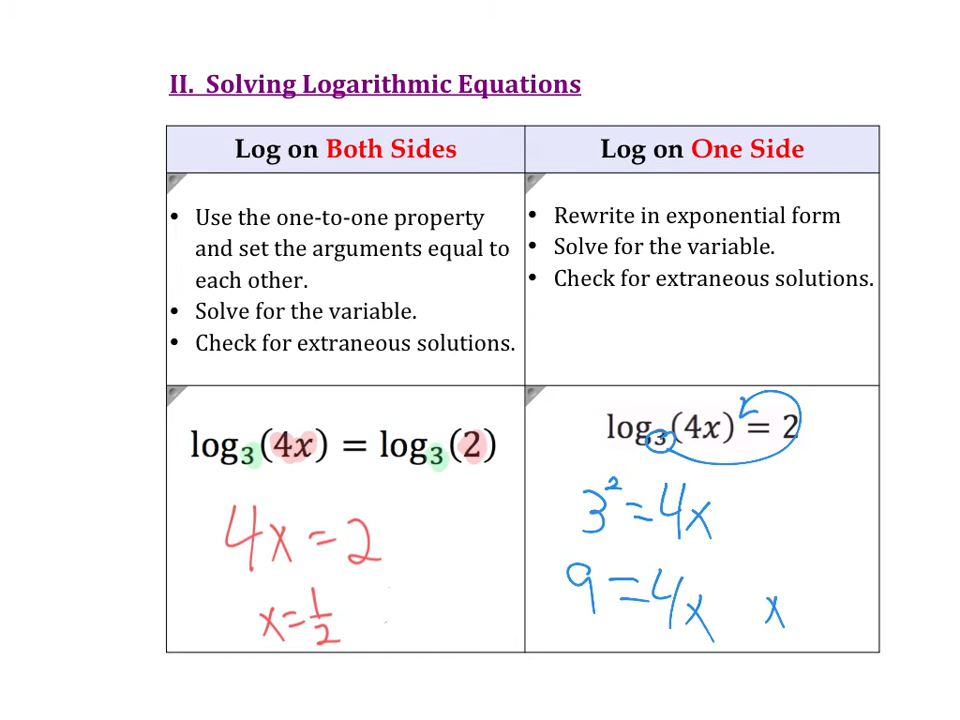 II. Solving Logarithmic Equations
Log on Both Sides
• Use the one-to-one property
and set the arguments equal to
each other.
• Solve for the variable.
• Check for extraneous solutions.
log₃(4x) = log₃(2)
4x = 2
x = 1/2
Log on One Side
• Rewrite in exponential form
• Solve for the variable.
• Check for extraneous solutions.
log₃(4x) = 2
3² = 4x
9 = 4x x